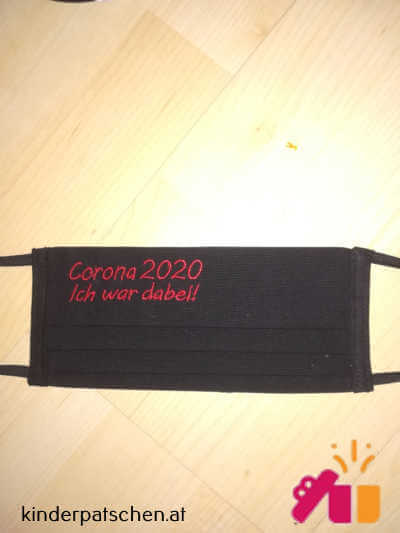 Corona 2020
Ich war dabei!
kinderpatschen.at